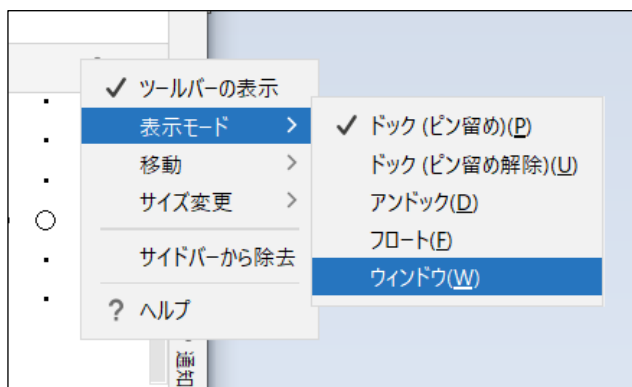 ツールバーの表示
表示モード
移動
サイズ変更
サイドバーから除去
? ヘルプ
ドック (ピン留め)(P)
ドック (ピン留め解除)(U)
アンドック(D)
フロート(F)
ウィンドウ(W)
通知